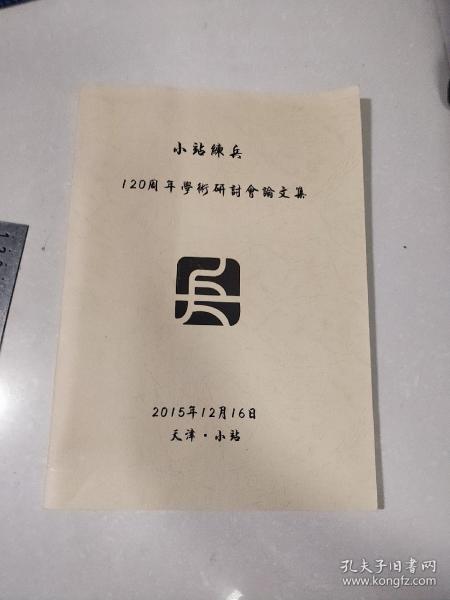 小站練兵
120周年學術研討會論文集
2015年12月16日
天津·小站
孔夫子旧书网
www.kongfz.com